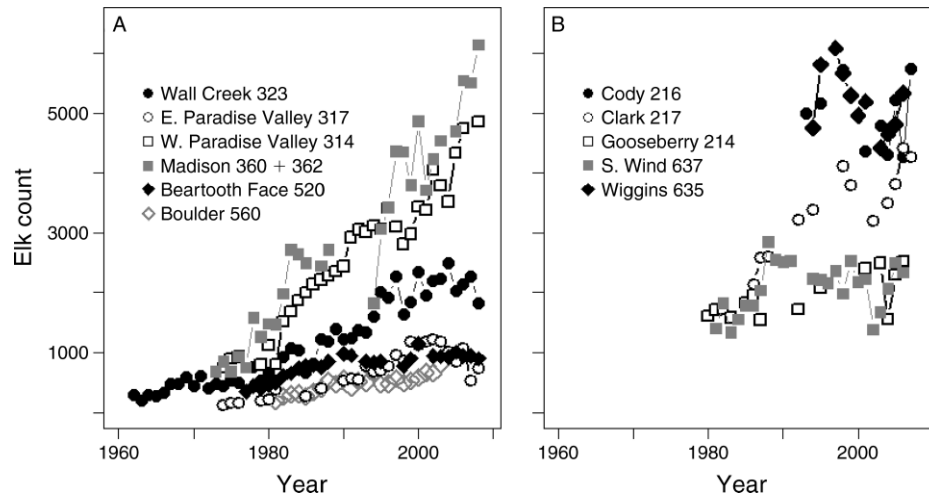 A
Wall Creek 323
E. Paradise Valley 317
W. Paradise Valley 314
Madison 360 + 362
Beartooth Face 520
Boulder 560
Elk count
5000
3000
1000
1960
1980
2000
Year
B
Cody 216
Clark 217
Gooseberry 214
S. Wind 637
Wiggins 635
1960
1980
2000
Year